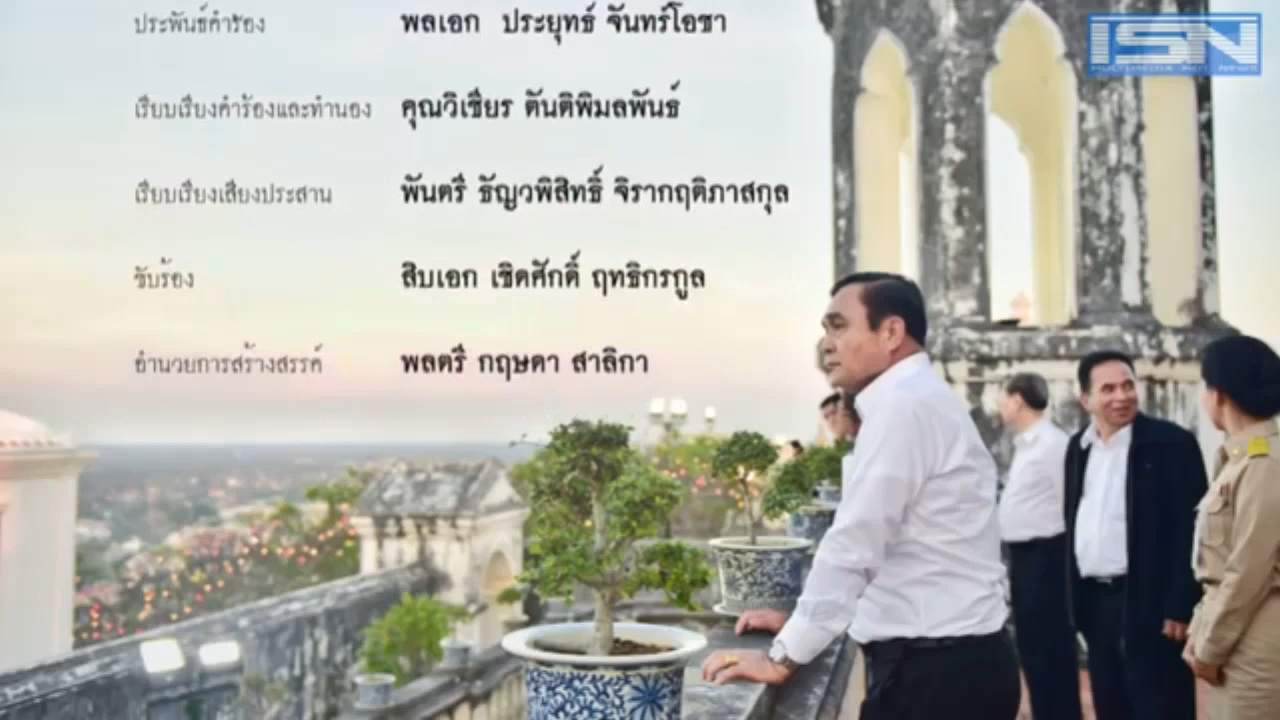 ประพันธ์คำร้อง พลเอก ประยุทธ์ จันทร์โอชา
เรียบเรียงคำร้องและทำนอง คุณวิเชียร ตันติพิมลพันธ์
เรียบเรียงเสียงประสาน พันตรี ธัญวพิสิทธิ์ จิรากฤติภาสกุล
ขับร้อง สิบเอก เชิดศักดิ์ ฤทธิกรกูล
อำนวยการสร้างสรรค์ พลตรี กฤษดา สาลิกา
ISN
MULTIMEDIA HOT NEWS